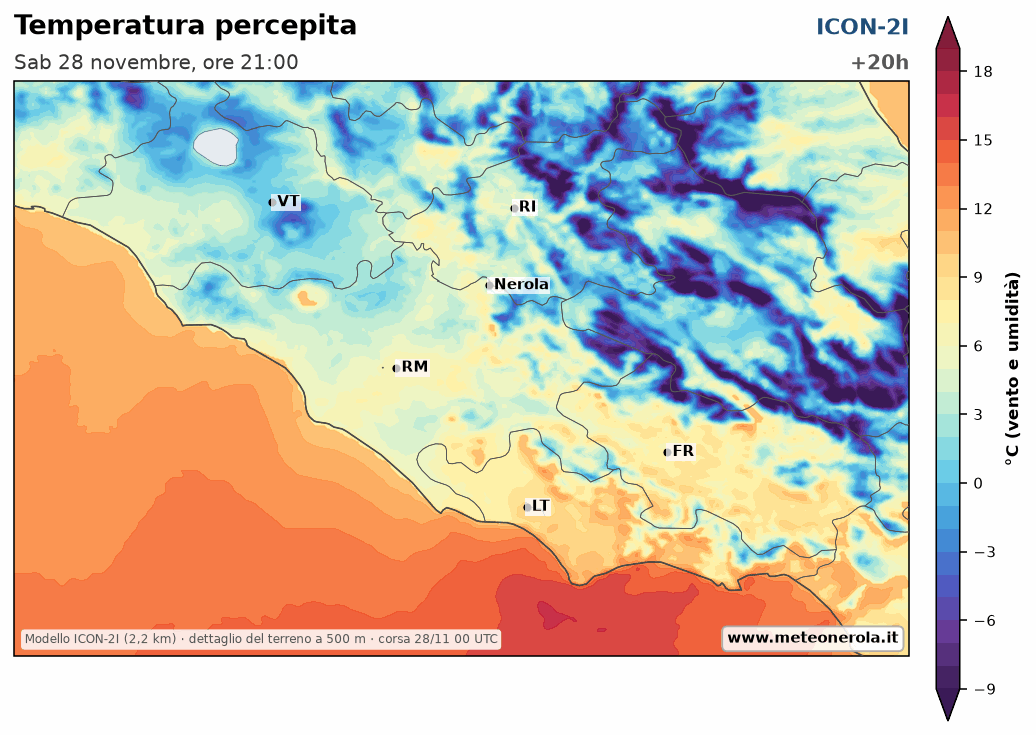 Temperatura percepita
ICON-2I
Sab 28 novembre, ore 21:00
+20h
VT
RI
Nerola
RM
FR
LT
Modello ICON-2I (2,2 km) · dettaglio del terreno a 500 m · corsa 28/11 00 UTC
www.meteonerola.it
18
15
12
9
6
3
0
−3
−6
−9
°C (vento e umidità)